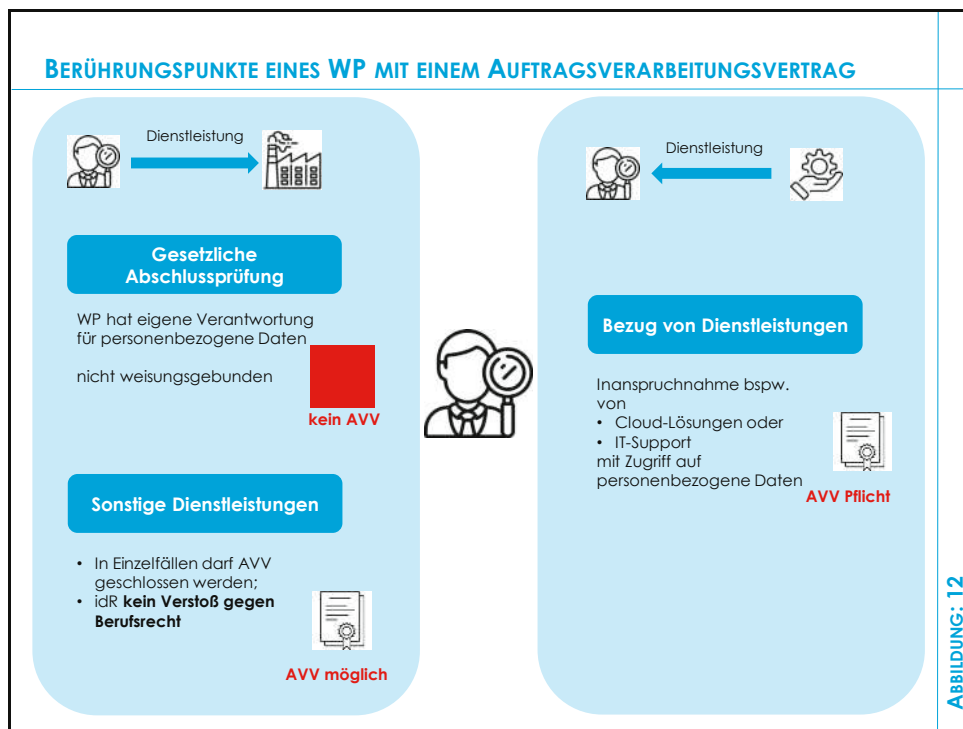 BERÜHRUNGSPUNKTE EINES WP MIT EINEM AUFTRAGSVERARBEITUNGSVERTRAG
Dienstleistung
Gesetzliche
Abschlussprüfung
WP hat eigene Verantwortung
für personenbezogene Daten
nicht weisungsgebunden
kein AVV
Sonstige Dienstleistungen
• In Einzelfällen darf AVV
geschlossen werden;
• idR kein Verstoß gegen
Berufsrecht
AVV möglich
Dienstleistung
Bezug von Dienstleistungen
Inanspruchnahme bspw.
von
• Cloud-Lösungen oder
• IT-Support
mit Zugriff auf
personenbezogene Daten
AVV Pflicht
ABBILDUNG: 12